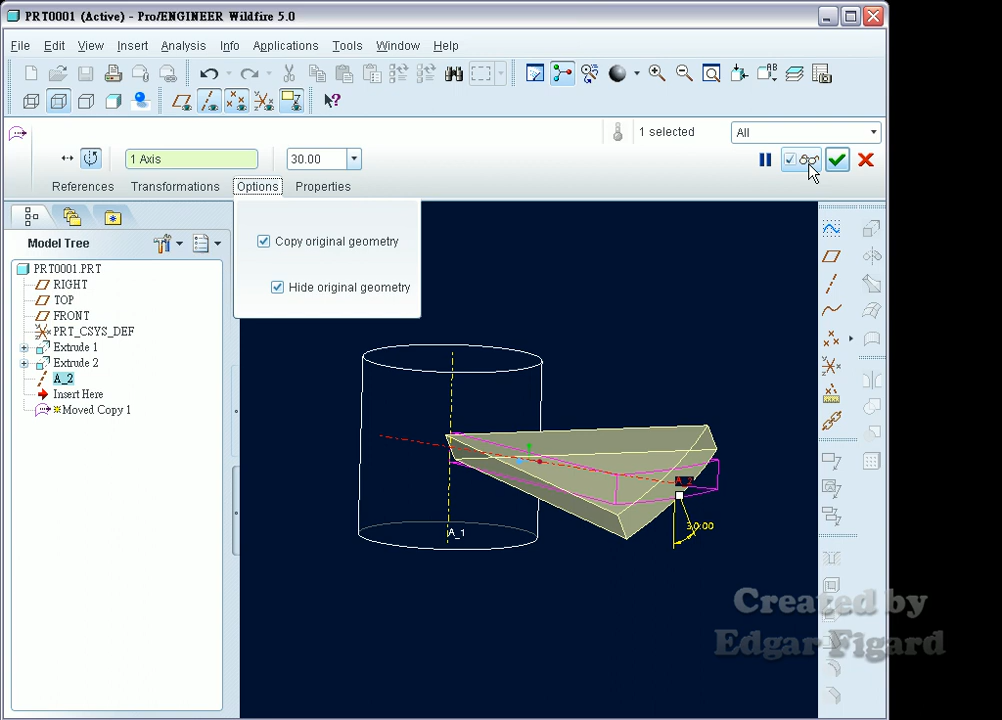 PRT0001 (Active) - Pro/ENGINEER Wildfire 5.0
File Edit View Insert Analysis Info Applications Tools Window Help
1 selected All
1 Axis 30.00
References Transformations Options Properties
Copy original geometry
Hide original geometry
Model Tree
PRT0001.PRT
RIGHT
TOP
FRONT
PRT_CSYS_DEF
Extrude 1
Extrude 2
A_2
Insert Here
Moved Copy 1
A_2
30.00
A_1
Created by
Edgar Figard